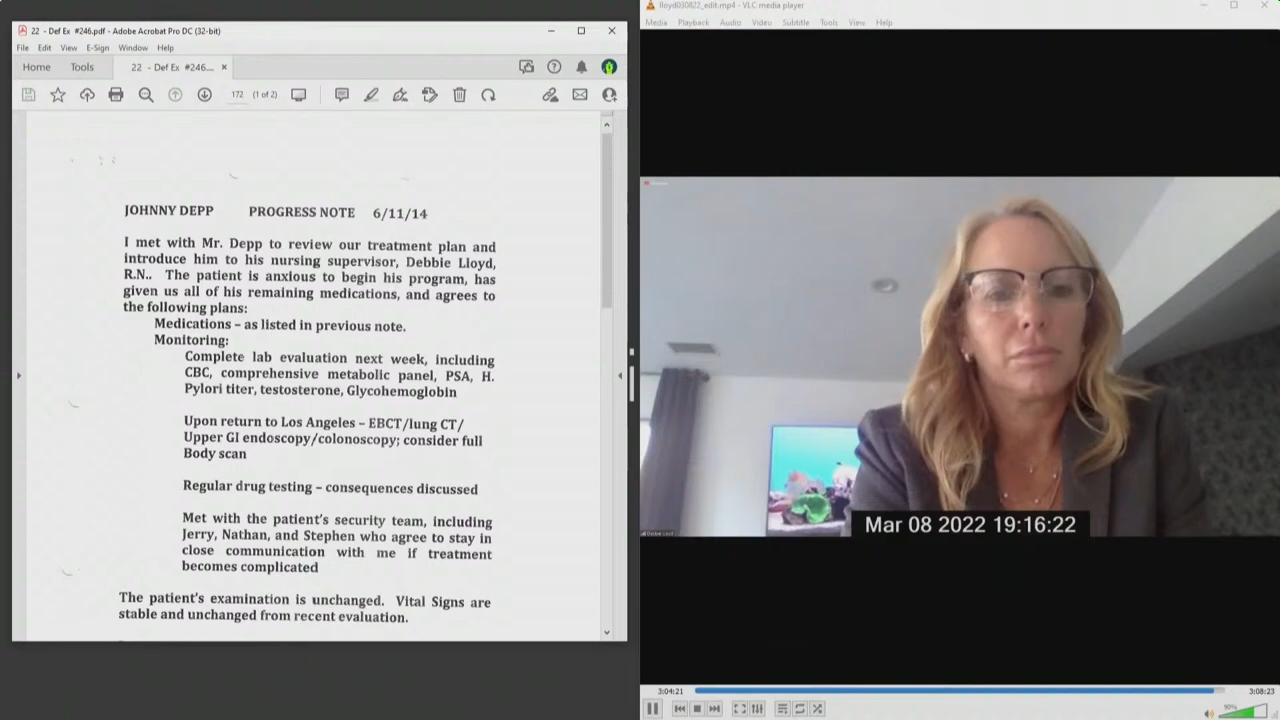 22 - Def Ex #246.pdf - Adobe Acrobat Pro DC (32-bit)
File Edit View E-Sign Window Help
Home Tools 22 - Def Ex #246... ×
172 (1 of 2)
JOHNNY DEPP PROGRESS NOTE 6/11/14
I met with Mr. Depp to review our treatment plan and
introduce him to his nursing supervisor, Debbie Lloyd,
R.N.. The patient is anxious to begin his program, has
given us all of his remaining medications, and agrees to
the following plans:
Medications – as listed in previous note.
Monitoring:
Complete lab evaluation next week, including
CBC, comprehensive metabolic panel, PSA, H.
Pylori titer, testosterone, Glycohemoglobin
Upon return to Los Angeles – EBCT/lung CT/
Upper GI endoscopy/colonoscopy; consider full
Body scan
Regular drug testing – consequences discussed
Met with the patient's security team, including
Jerry, Nathan, and Stephen who agree to stay in
close communication with me if treatment
becomes complicated
The patient's examination is unchanged. Vital Signs are
stable and unchanged from recent evaluation.
lloyd030822_edit.mp4 - VLC media player
Media Playback Audio Video Subtitle Tools View Help
Mar 08 2022 19:16:22
3:04:21 3:08:23
90%